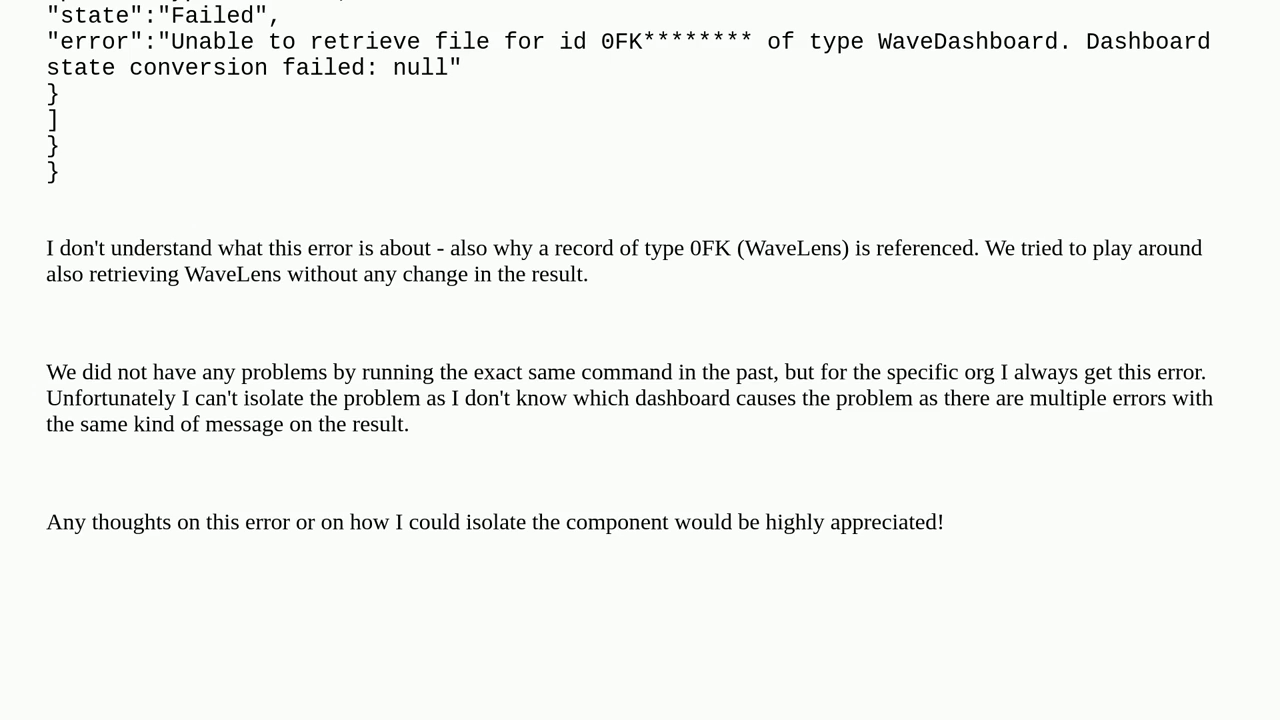 "state":"Failed",
"error":"Unable to retrieve file for id 0FK******** of type WaveDashboard. Dashboard
state conversion failed: null"
}
]
}
}
I don't understand what this error is about - also why a record of type 0FK (WaveLens) is referenced. We tried to play around
also retrieving WaveLens without any change in the result.
We did not have any problems by running the exact same command in the past, but for the specific org I always get this error.
Unfortunately I can't isolate the problem as I don't know which dashboard causes the problem as there are multiple errors with
the same kind of message on the result.
Any thoughts on this error or on how I could isolate the component would be highly appreciated!